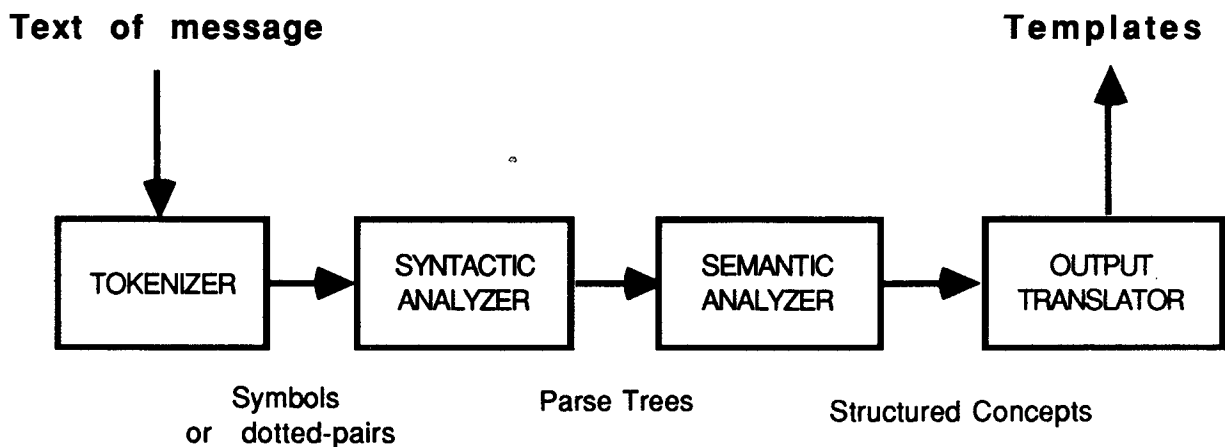 Text of message
Templates
TOKENIZER
SYNTACTIC
ANALYZER
SEMANTIC
ANALYZER
OUTPUT
TRANSLATOR
Symbols
or dotted-pairs
Parse Trees
Structured Concepts